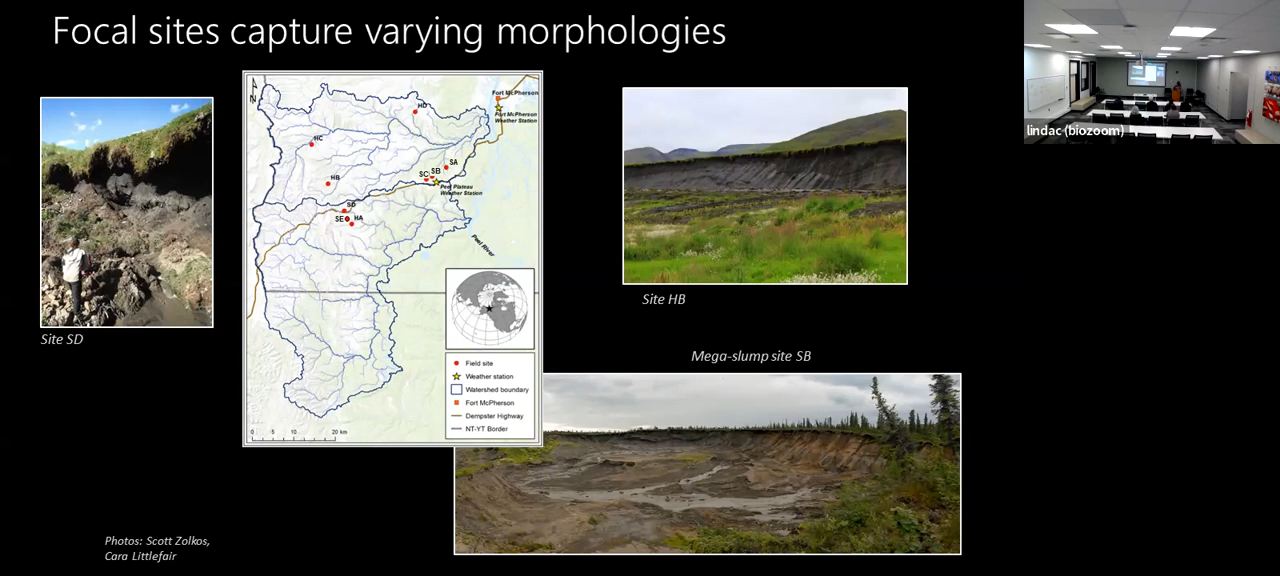 Focal sites capture varying morphologies
lindac (biozoom)
N
Fort McPherson
Fort McPherson
Weather Station
HD
HC
SA
SB
SC
HB
Peel Plateau
Weather Station
SD
SE
HA
Peel River
Field site
Weather station
Watershed boundary
Fort McPherson
Dempster Highway
NT-YT Border
0 5 10 20 km
Site SD
Site HB
Mega-slump site SB
Photos: Scott Zolkos,
Cara Littlefair